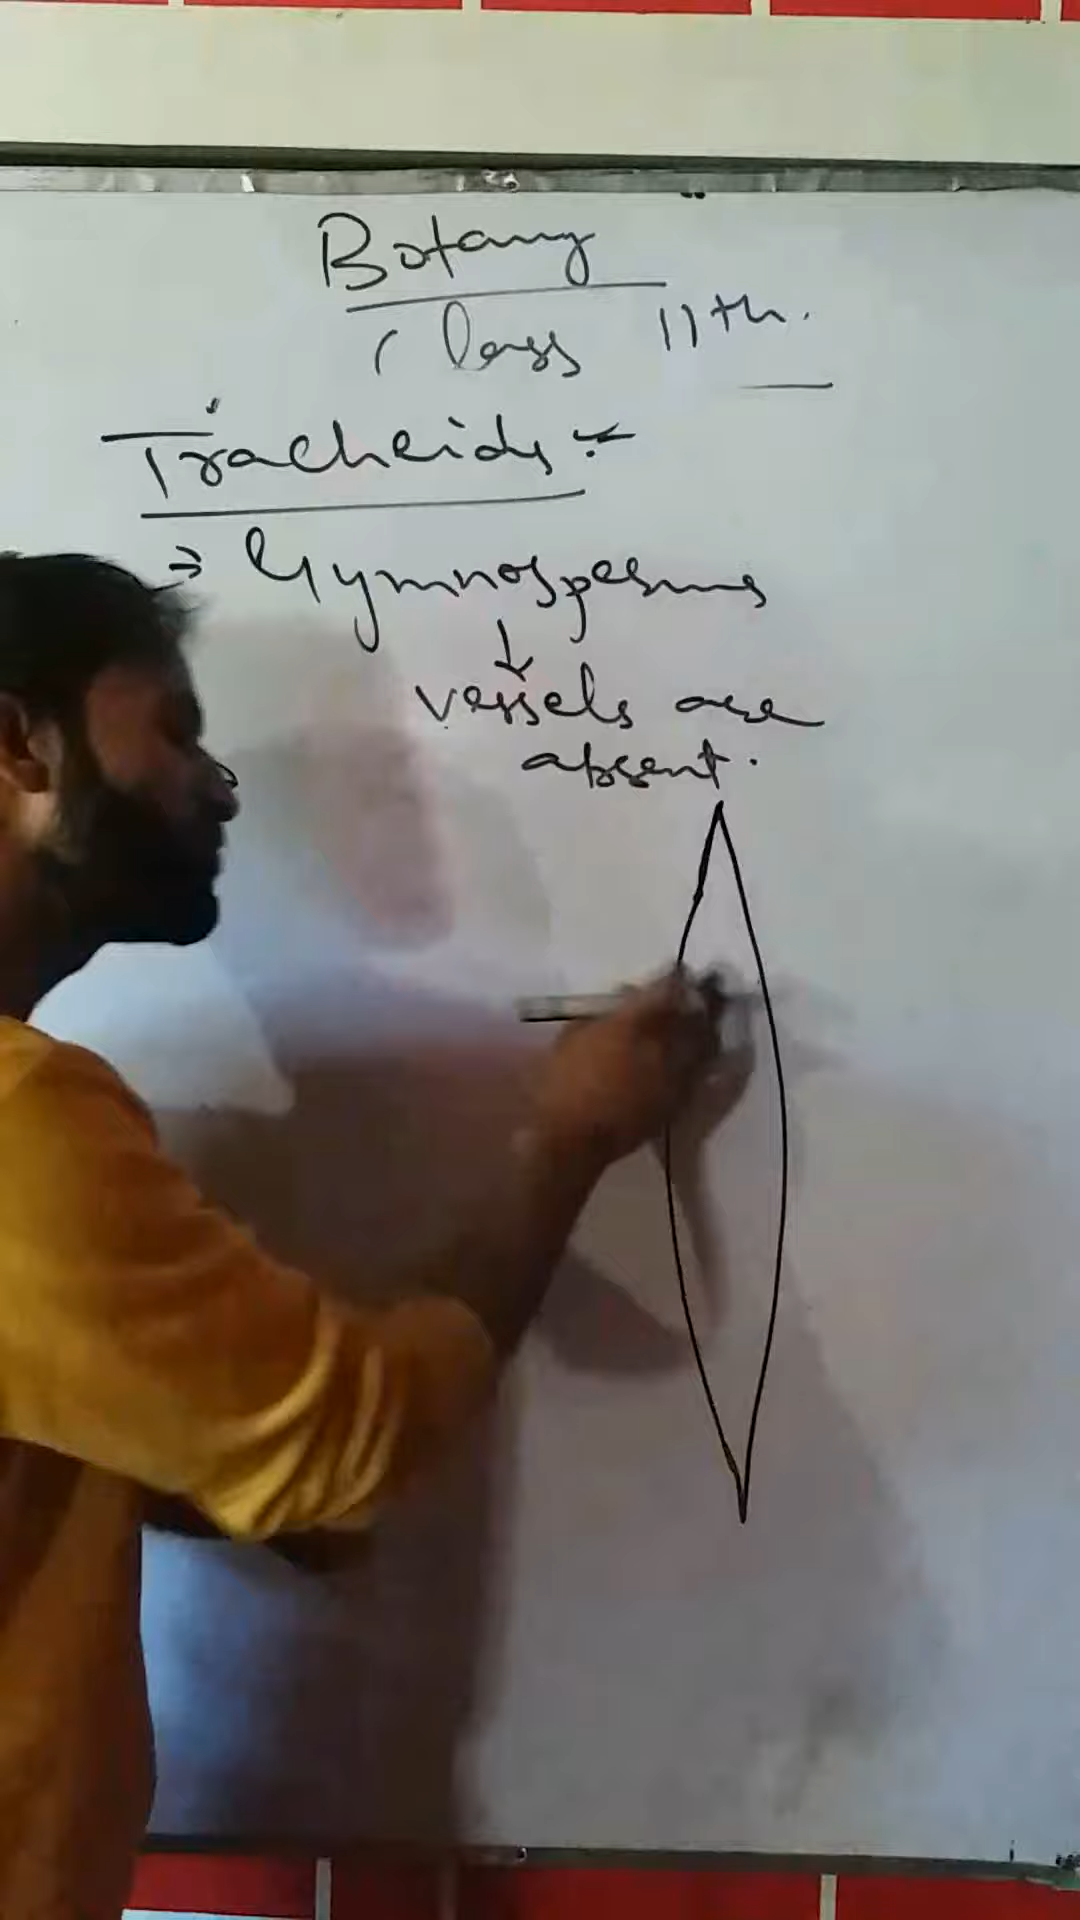 Botany
Class 11th.
Tracheids :-
→ Gymnosperms
↓
vessels are
absent.